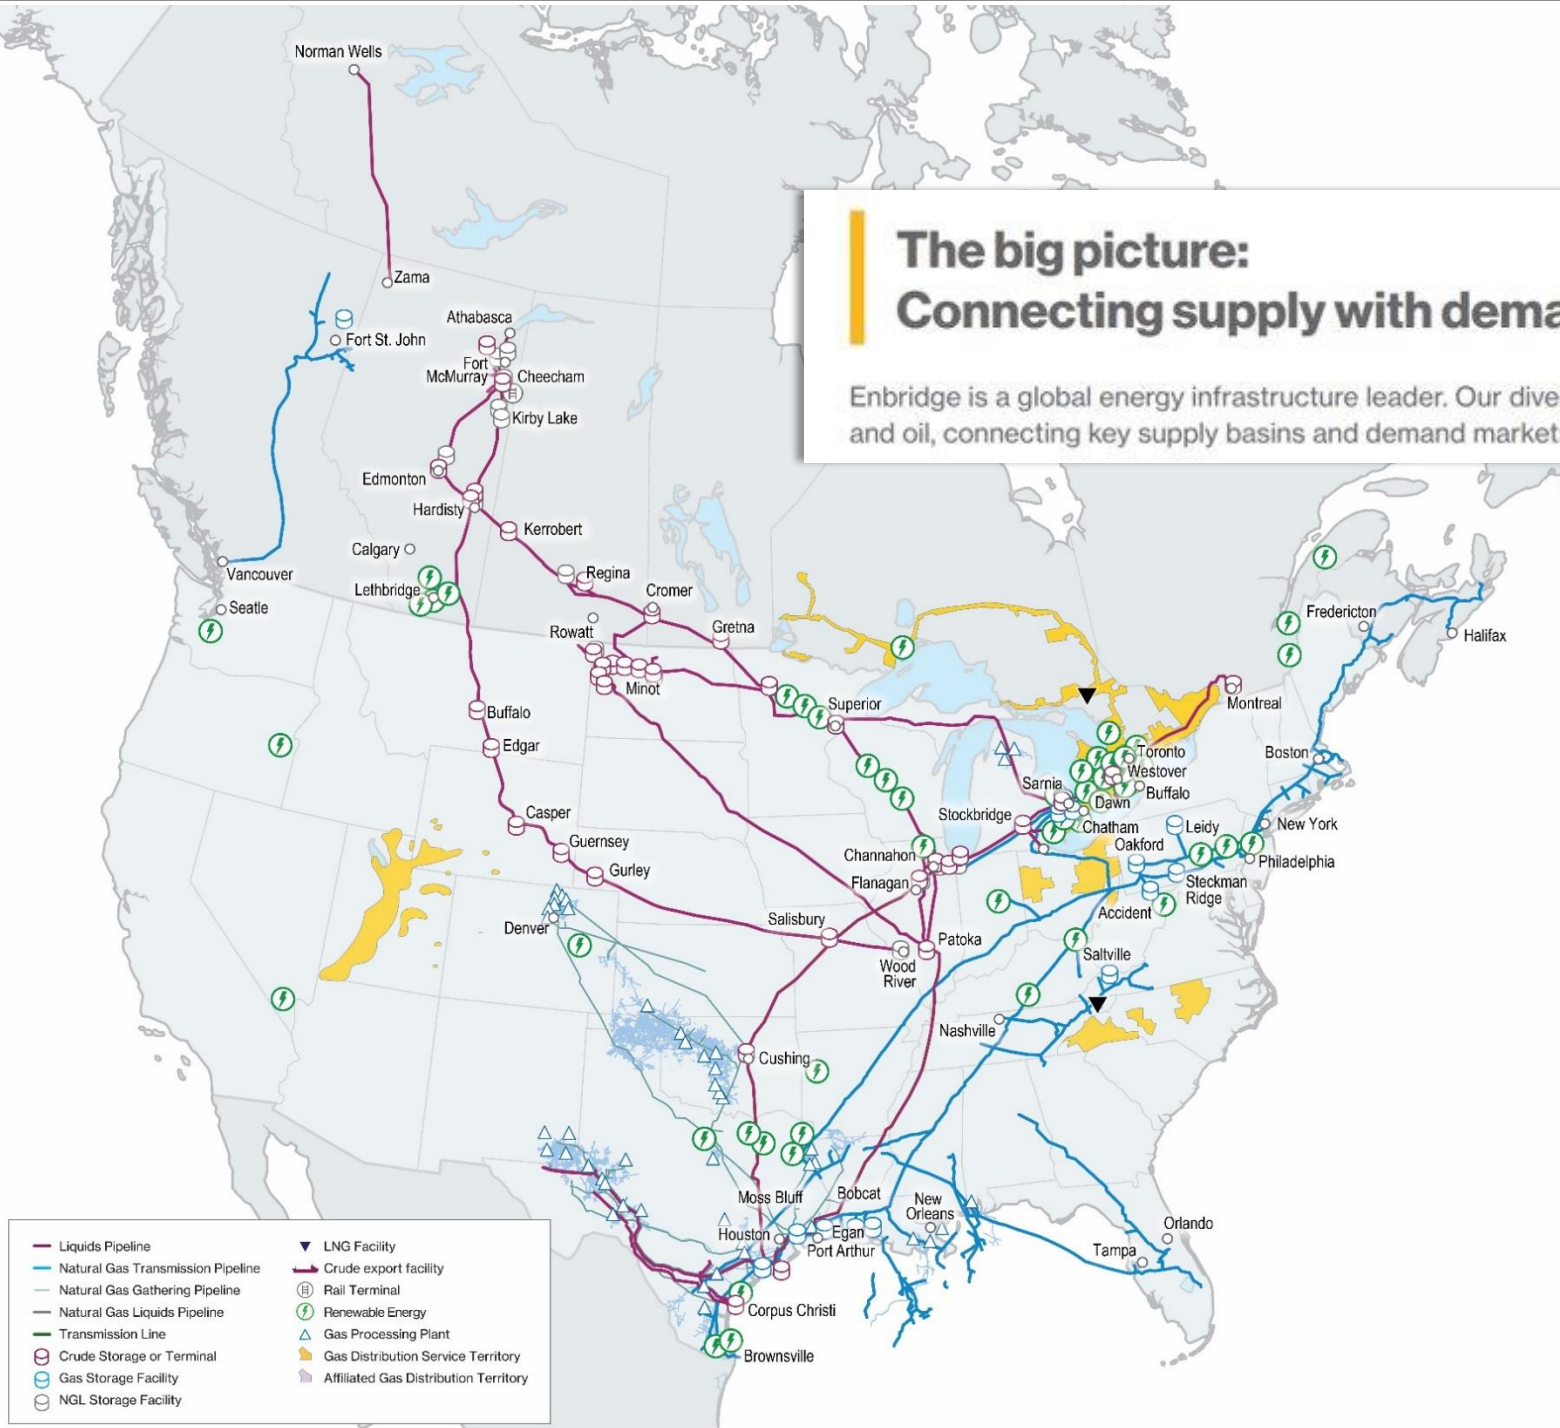 Norman Wells
Zama
The big picture:
Connecting supply with dema
Enbridge is a global energy infrastructure leader. Our dive
and oil, connecting key supply basins and demand market
Athabasca
Fort St. John
Fort
McMurray
Cheecham
Kirby Lake
Edmonton
Hardisty
Kerrobert
Calgary
Vancouver
Regina
Lethbridge
Cromer
Seatle
Rowatt
Gretna
Fredericton
Halifax
Minot
Superior
Montreal
Buffalo
Edgar
Toronto
Boston
Westover
Sarnia
Buffalo
Dawn
Casper
Stockbridge
Chatham
Leidy
New York
Guernsey
Oakford
Channahon
Philadelphia
Gurley
Flanagan
Steckman
Ridge
Accident
Denver
Salisbury
Patoka
Saltville
Wood
River
Nashville
Cushing
Moss Bluff
Bobcat
New
Orleans
Houston
Egan
Port Arthur
Orlando
Tampa
Corpus Christi
Brownsville
Liquids Pipeline
Natural Gas Transmission Pipeline
Natural Gas Gathering Pipeline
Natural Gas Liquids Pipeline
Transmission Line
Crude Storage or Terminal
Gas Storage Facility
NGL Storage Facility
LNG Facility
Crude export facility
Rail Terminal
Renewable Energy
Gas Processing Plant
Gas Distribution Service Territory
Affiliated Gas Distribution Territory